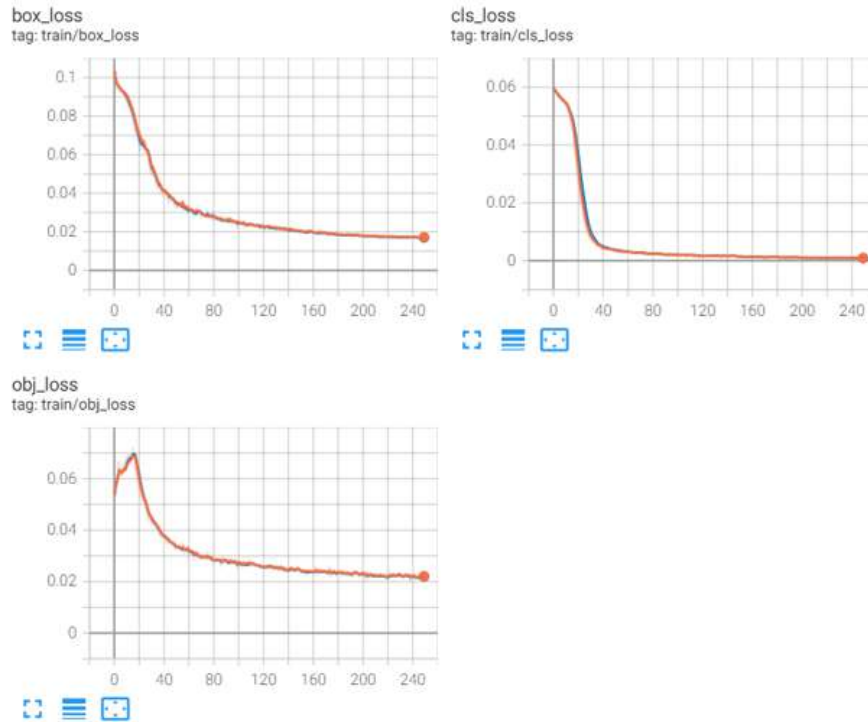 box_loss
tag: train/box_loss
0.1
0.08
0.06
0.04
0.02
0
0 40 80 120 160 200 240
cls_loss
tag: train/cls_loss
0.06
0.04
0.02
0
0 40 80 120 160 200 240
obj_loss
tag: train/obj_loss
0.06
0.04
0.02
0
0 40 80 120 160 200 240